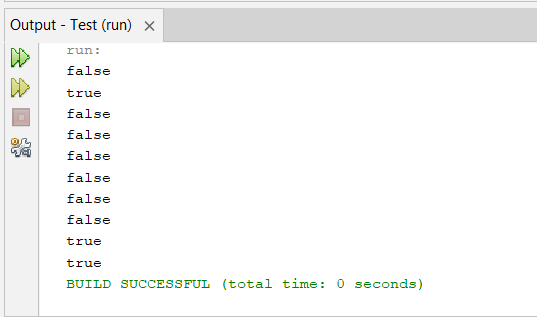 Output - Test (run)
run:
false
true
false
false
false
false
false
false
true
true
BUILD SUCCESSFUL (total time: 0 seconds)